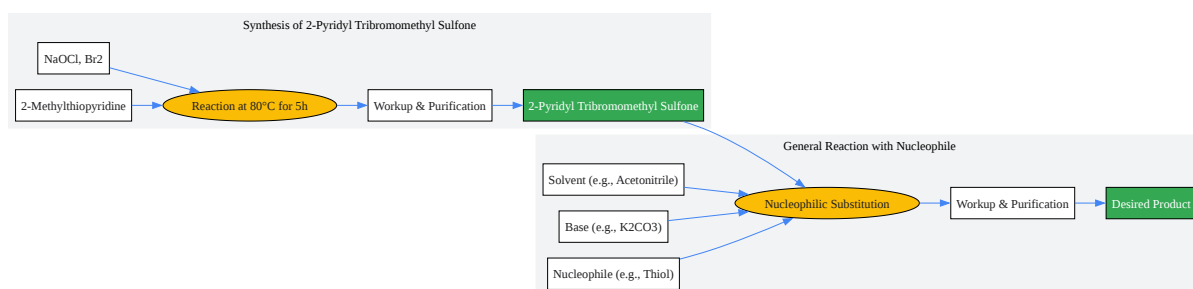 Synthesis of 2-Pyridyl Tribromomethyl Sulfone
NaOCl, Br2
2-Methylthiopyridine
Reaction at 80°C for 5h
Workup & Purification
2-Pyridyl Tribromomethyl Sulfone
General Reaction with Nucleophile
Solvent (e.g., Acetonitrile)
Base (e.g., K2CO3)
Nucleophile (e.g., Thiol)
Nucleophilic Substitution
Workup & Purification
Desired Product